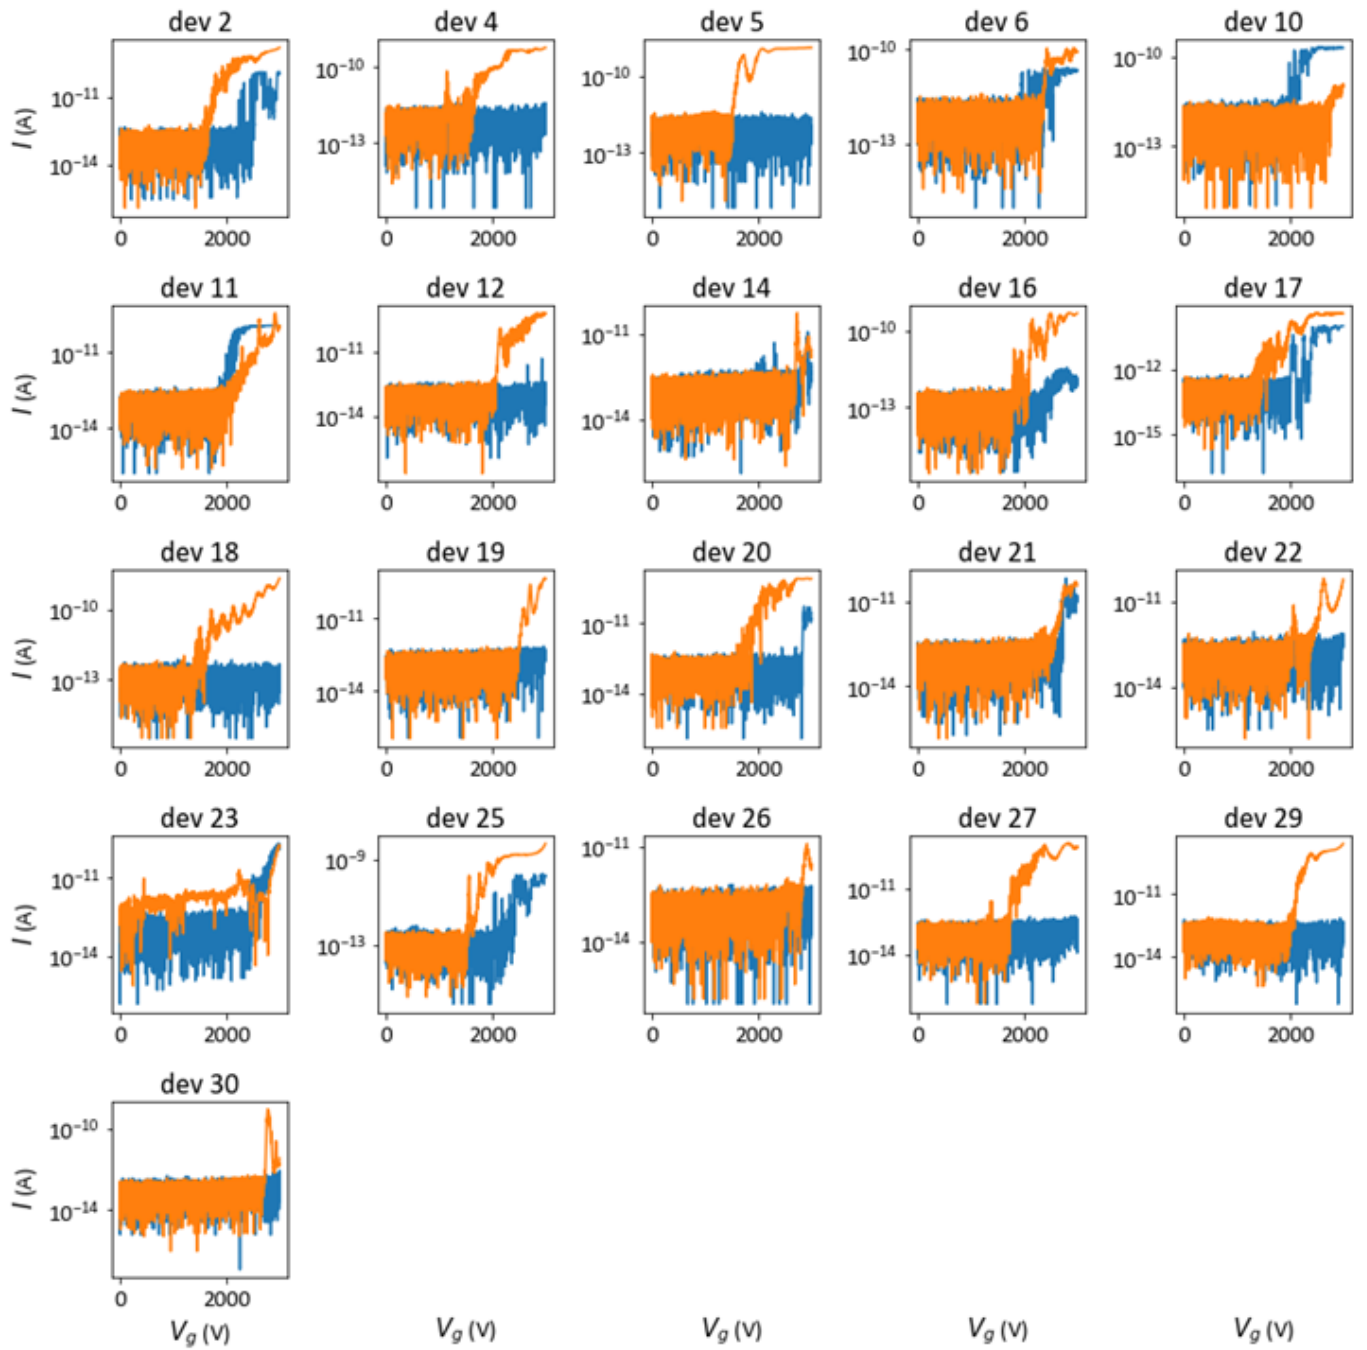 dev 2 dev 4 dev 5 dev 6 dev 10
I (A)
10⁻¹¹ 10⁻¹⁰ 10⁻¹⁰ 10⁻¹⁰ 10⁻¹⁰
10⁻¹⁴ 10⁻¹³ 10⁻¹³ 10⁻¹³ 10⁻¹³
0 2000 0 2000 0 2000 0 2000 0 2000
dev 11 dev 12 dev 14 dev 16 dev 17
I (A)
10⁻¹¹ 10⁻¹¹ 10⁻¹¹ 10⁻¹⁰ 10⁻¹²
10⁻¹⁴ 10⁻¹⁴ 10⁻¹⁴ 10⁻¹³ 10⁻¹⁵
0 2000 0 2000 0 2000 0 2000 0 2000
dev 18 dev 19 dev 20 dev 21 dev 22
I (A)
10⁻¹⁰ 10⁻¹¹ 10⁻¹¹ 10⁻¹¹ 10⁻¹¹
10⁻¹³ 10⁻¹⁴ 10⁻¹⁴ 10⁻¹⁴ 10⁻¹⁴
0 2000 0 2000 0 2000 0 2000 0 2000
dev 23 dev 25 dev 26 dev 27 dev 29
I (A)
10⁻¹¹ 10⁻⁹ 10⁻¹¹ 10⁻¹¹ 10⁻¹¹
10⁻¹⁴ 10⁻¹³ 10⁻¹⁴ 10⁻¹⁴ 10⁻¹⁴
0 2000 0 2000 0 2000 0 2000 0 2000
dev 30
I (A)
10⁻¹⁰
10⁻¹⁴
0 2000
V_g (V) V_g (V) V_g (V) V_g (V) V_g (V)